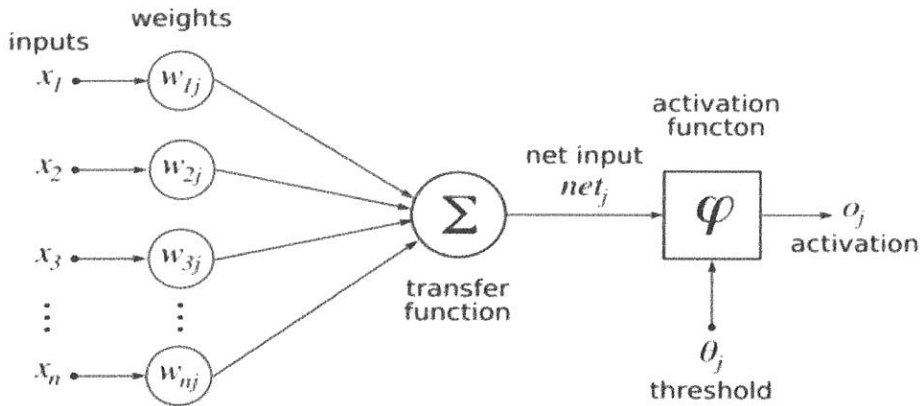 weights
inputs
x1
w1j
x2
w2j
x3
w3j
⋮
⋮
xn
wnj
Σ
transfer
function
net input
netj
activation
functon
φ
oj
activation
θj
threshold